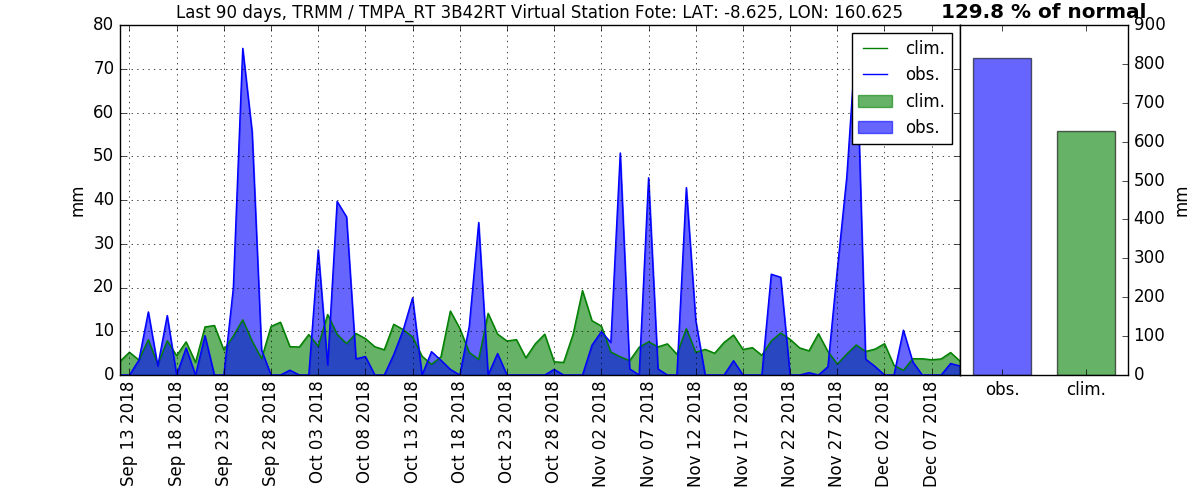 Last 90 days, TRMM / TMPA_RT 3B42RT Virtual Station Fote: LAT: -8.625, LON: 160.625
129.8 % of normal
80
70
60
50
40
30
20
10
0
mm
clim.
obs.
clim.
obs.
900
800
700
600
500
400
300
200
100
0
mm
obs.
clim.
Sep 13 2018
Sep 18 2018
Sep 23 2018
Sep 28 2018
Oct 03 2018
Oct 08 2018
Oct 13 2018
Oct 18 2018
Oct 23 2018
Oct 28 2018
Nov 02 2018
Nov 07 2018
Nov 12 2018
Nov 17 2018
Nov 22 2018
Nov 27 2018
Dec 02 2018
Dec 07 2018